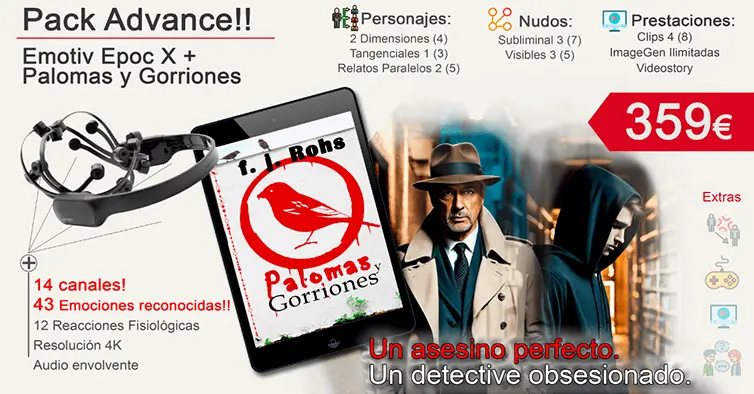 Pack Advance!!
Emotiv Epoc X +
Palomas y Gorriones
Personajes:
2 Dimensiones (4)
Tangenciales 1 (3)
Relatos Paralelos 2 (5)
Nudos:
Subliminal 3 (7)
Visibles 3 (5)
Prestaciones:
Clips 4 (8)
ImageGen Ilimitadas
Videostory
359€
f. j. Rohs
Palomas y
Gorriones
14 canales!
43 Emociones reconocidas!!
12 Reacciones Fisiológicas
Resolución 4K
Audio envolvente
Extras
Un asesino perfecto.
Un detective obsesionado.